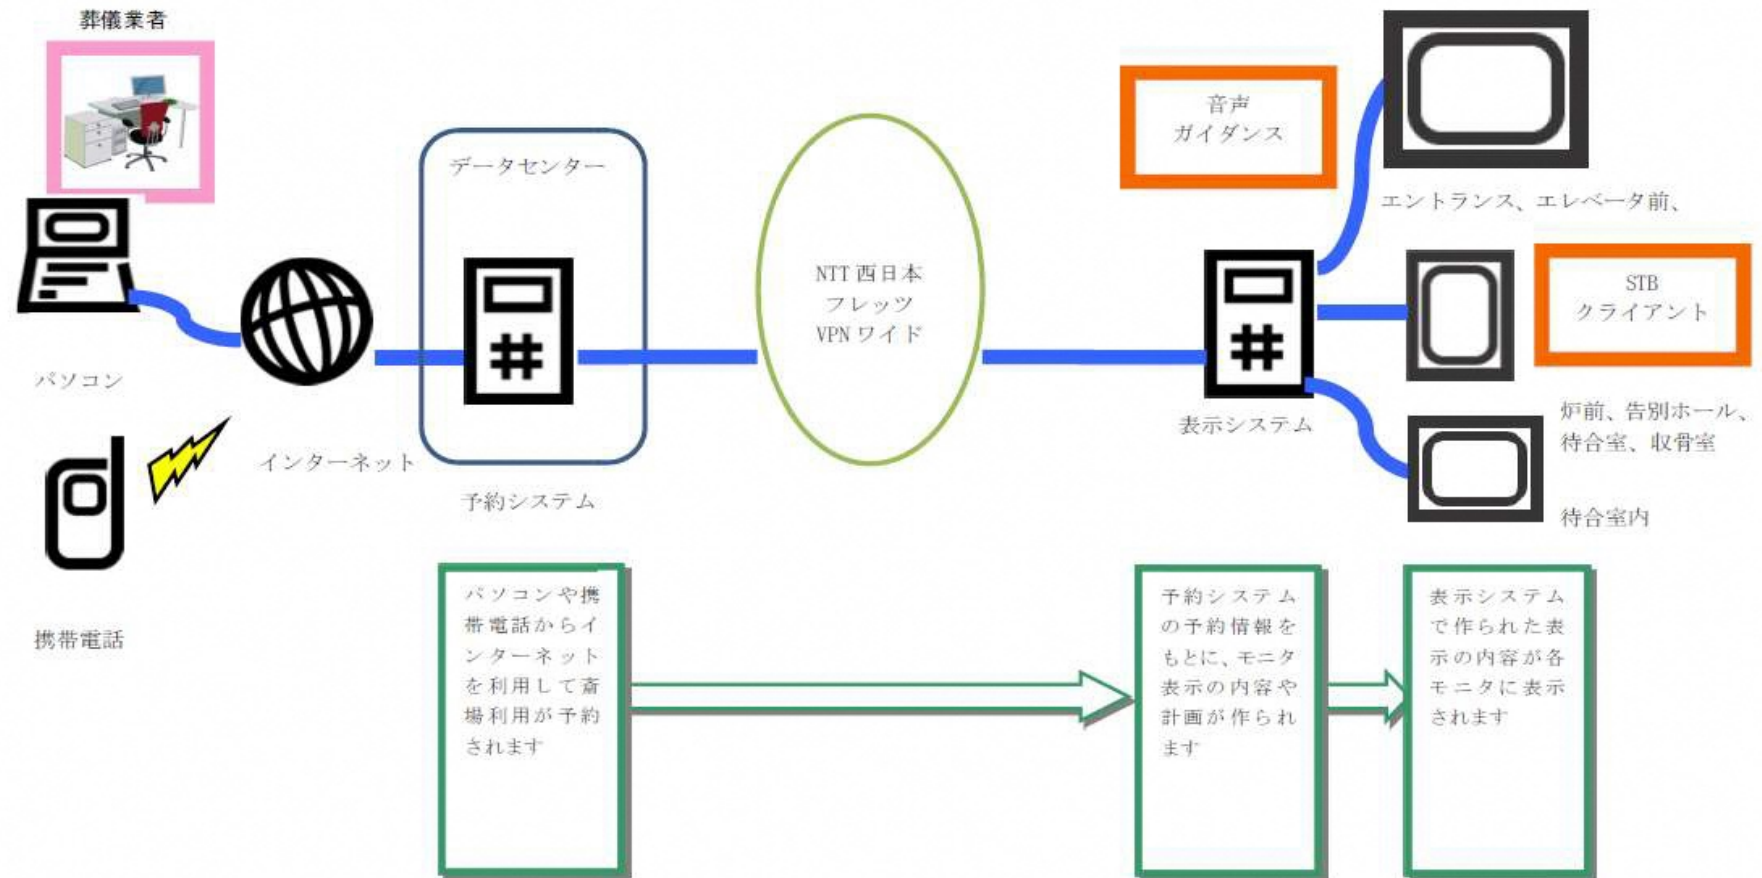 葬儀業者
パソコン
携帯電話
インターネット
データセンター
予約システム
NTT 西日本
フレッツ
VPN ワイド
音声
ガイダンス
エントランス、エレベータ前、
STB
クライアント
表示システム
炉前、告別ホール、
待合室、収骨室
待合室内
パソコンや携
帯電話からイ
ンターネット
を利用して斎
場利用が予約
されます
予約システム
の予約情報を
もとに、モニタ
表示の内容や
計画が作られ
ます
表示システム
で作られた表
示の内容が各
モニタに表示
されます